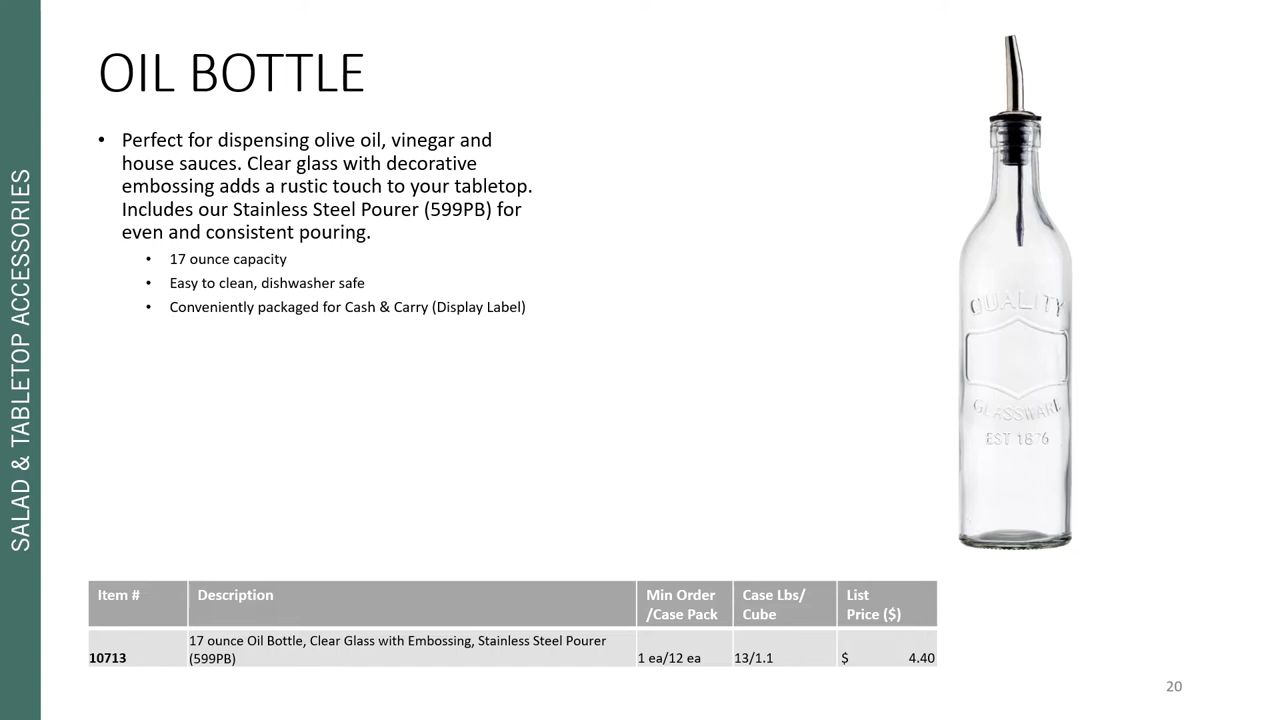 SALAD & TABLETOP ACCESSORIES
OIL BOTTLE
• Perfect for dispensing olive oil, vinegar and
house sauces. Clear glass with decorative
embossing adds a rustic touch to your tabletop.
Includes our Stainless Steel Pourer (599PB) for
even and consistent pouring.
• 17 ounce capacity
• Easy to clean, dishwasher safe
• Conveniently packaged for Cash & Carry (Display Label)
QUALITY
GLASSWARE
EST 1876
Item # Description Min Order /Case Pack Case Lbs/ Cube List Price ($)
10713 17 ounce Oil Bottle, Clear Glass with Embossing, Stainless Steel Pourer (599PB) 1 ea/12 ea 13/1.1 $ 4.40
20